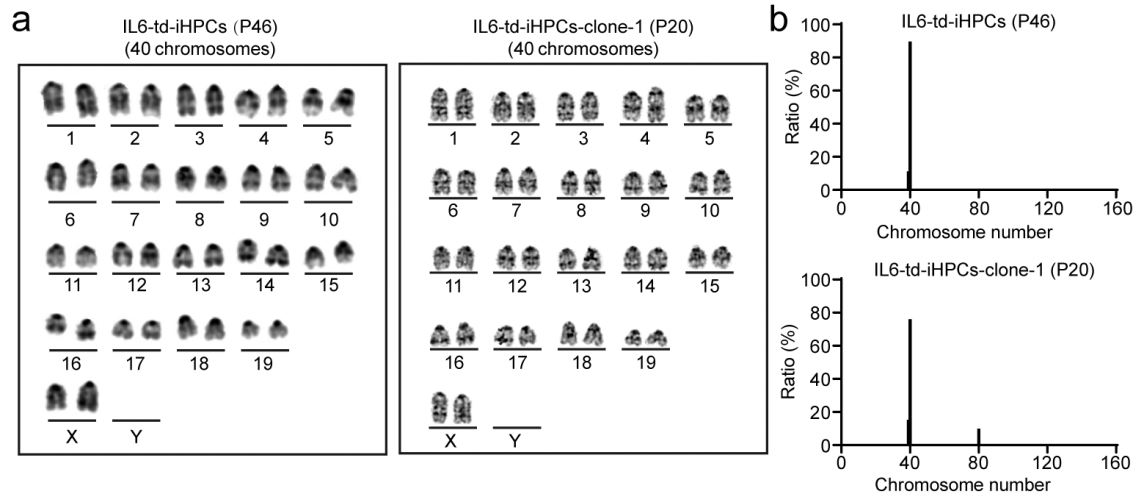 a
IL6-td-iHPCs (P46)
(40 chromosomes)
1 2 3 4 5
6 7 8 9 10
11 12 13 14 15
16 17 18 19
X Y
IL6-td-iHPCs-clone-1 (P20)
(40 chromosomes)
1 2 3 4 5
6 7 8 9 10
11 12 13 14 15
16 17 18 19
X Y
b
IL6-td-iHPCs (P46)
Ratio (%)
100
80
60
40
20
0
0 40 80 120 160
Chromosome number
IL6-td-iHPCs-clone-1 (P20)
Ratio (%)
100
80
60
40
20
0
0 40 80 120 160
Chromosome number